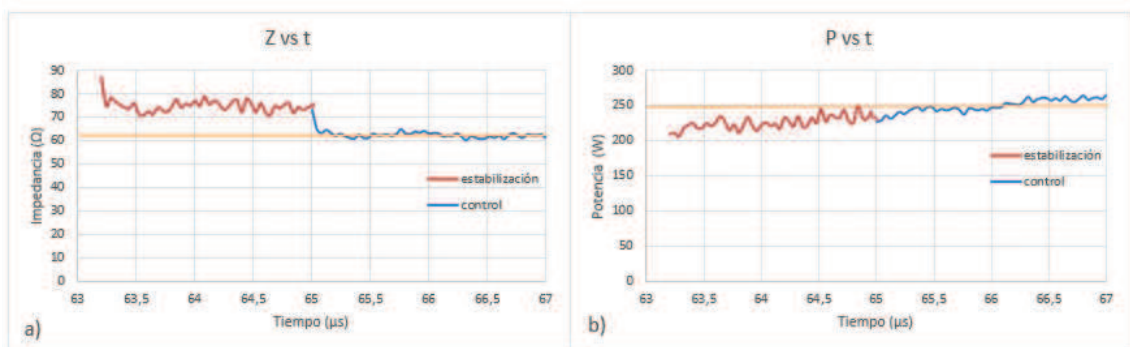 Z vs t
Impedancia (Ω)
90
80
70
60
50
40
30
20
10
0
63
63,5
64
64,5
65
65,5
66
66,5
67
Tiempo (µs)
estabilización
control
a)
P vs t
Potencia (W)
300
250
200
150
100
50
0
63
63,5
64
64,5
65
65,5
66
66,5
67
Tiempo (µs)
estabilización
control
b)